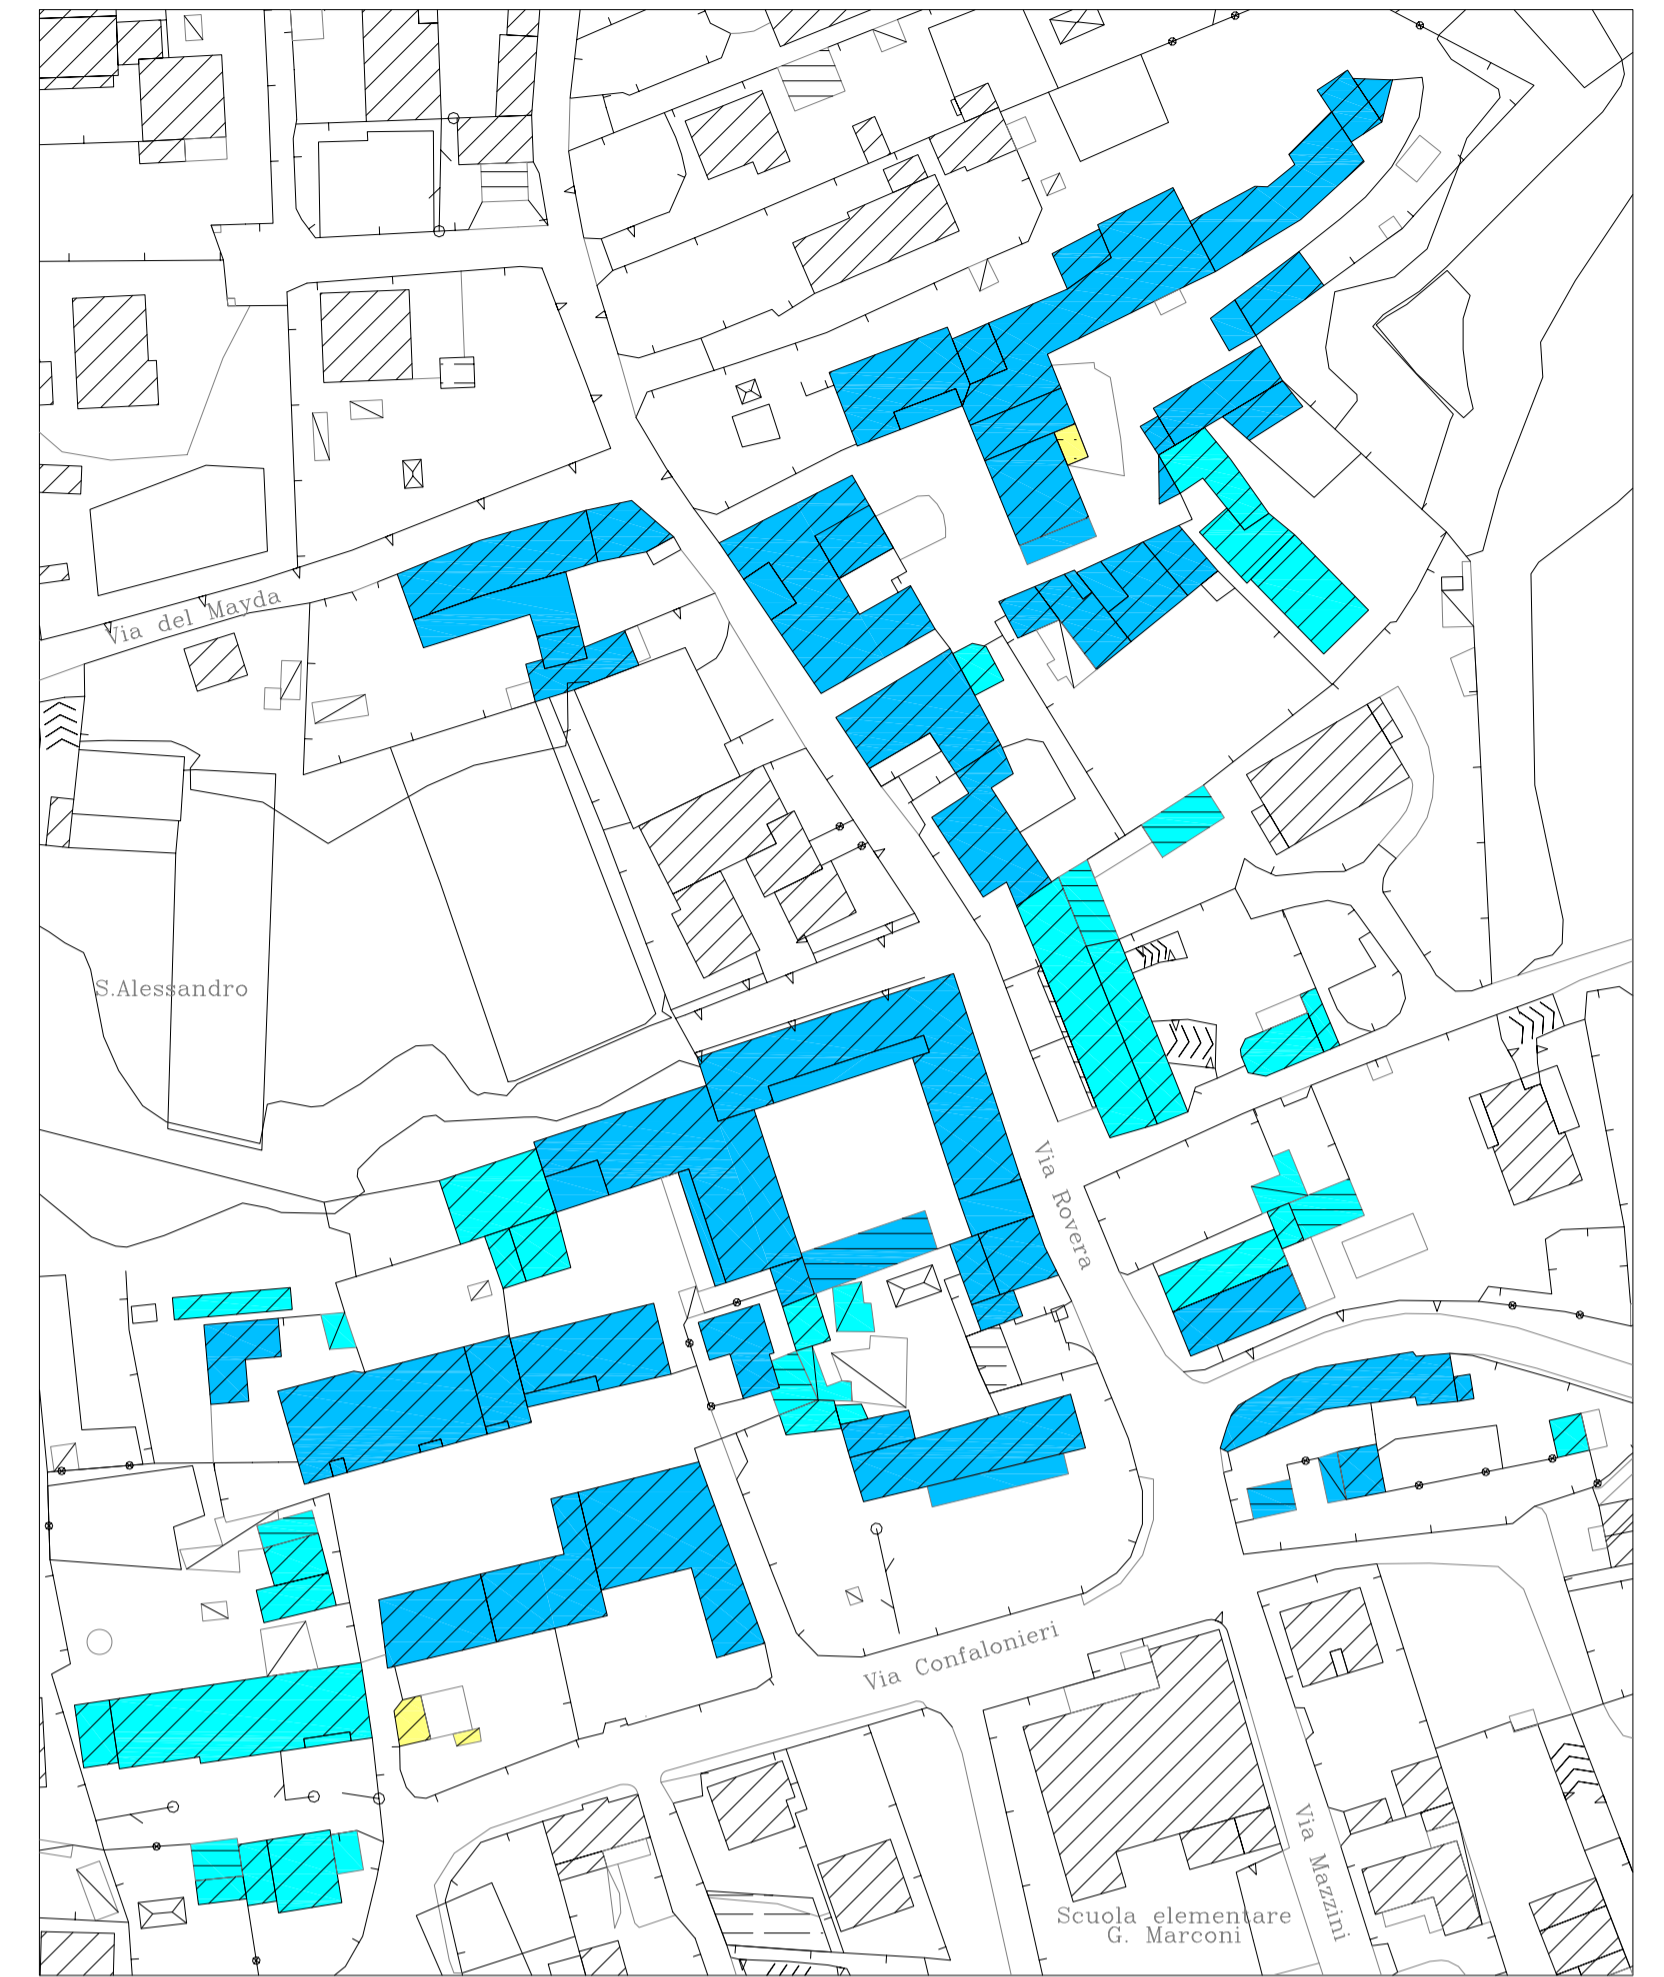 Via del Mayda
S.Alessandro
Via Rovera
Via Confalonieri
Via Mazzini
Scuola elementare
G. Marconi